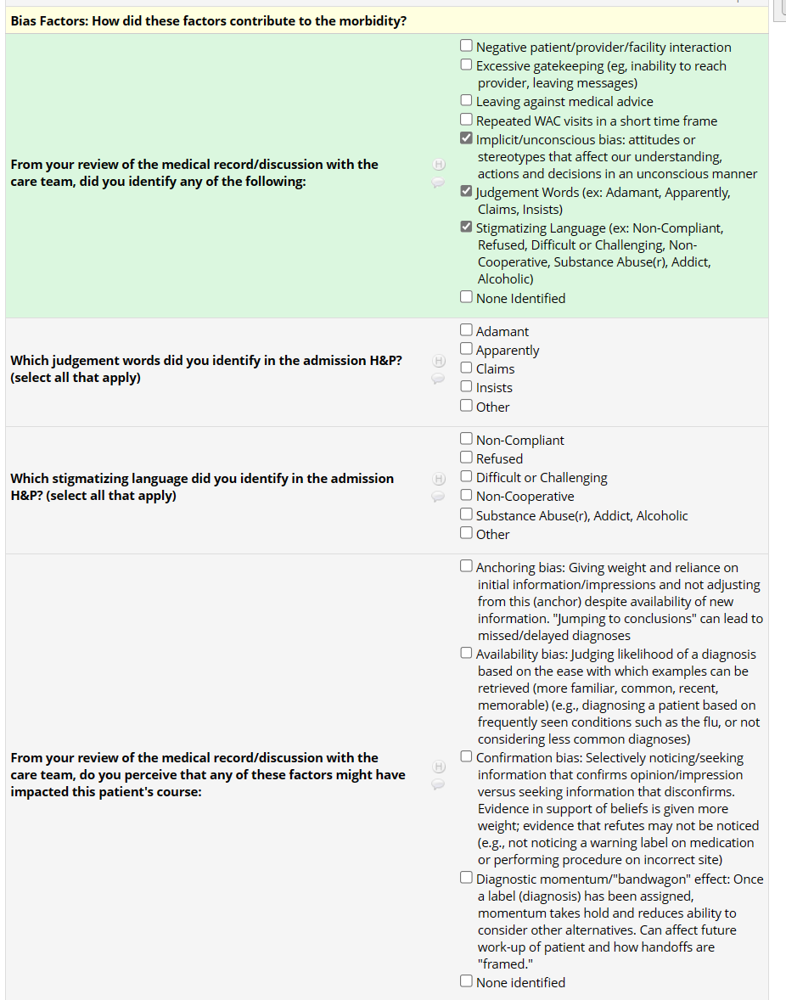 Bias Factors: How did these factors contribute to the morbidity?
From your review of the medical record/discussion with the
care team, did you identify any of the following:
H
Negative patient/provider/facility interaction
Excessive gatekeeping (eg, inability to reach
provider, leaving messages)
Leaving against medical advice
Repeated WAC visits in a short time frame
Implicit/unconscious bias: attitudes or
stereotypes that affect our understanding,
actions and decisions in an unconscious manner
Judgement Words (ex: Adamant, Apparently,
Claims, Insists)
Stigmatizing Language (ex: Non-Compliant,
Refused, Difficult or Challenging, Non-
Cooperative, Substance Abuse(r), Addict,
Alcoholic)
None Identified
Which judgement words did you identify in the admission H&P?
(select all that apply)
H
Adamant
Apparently
Claims
Insists
Other
Which stigmatizing language did you identify in the admission
H&P? (select all that apply)
H
Non-Compliant
Refused
Difficult or Challenging
Non-Cooperative
Substance Abuse(r), Addict, Alcoholic
Other
From your review of the medical record/discussion with the
care team, do you perceive that any of these factors might have
impacted this patient's course:
H
Anchoring bias: Giving weight and reliance on
initial information/impressions and not adjusting
from this (anchor) despite availability of new
information. "Jumping to conclusions" can lead to
missed/delayed diagnoses
Availability bias: Judging likelihood of a diagnosis
based on the ease with which examples can be
retrieved (more familiar, common, recent,
memorable) (e.g., diagnosing a patient based on
frequently seen conditions such as the flu, or not
considering less common diagnoses)
Confirmation bias: Selectively noticing/seeking
information that confirms opinion/impression
versus seeking information that disconfirms.
Evidence in support of beliefs is given more
weight; evidence that refutes may not be noticed
(e.g., not noticing a warning label on medication
or performing procedure on incorrect site)
Diagnostic momentum/"bandwagon" effect: Once
a label (diagnosis) has been assigned,
momentum takes hold and reduces ability to
consider other alternatives. Can affect future
work-up of patient and how handoffs are
"framed."
None identified